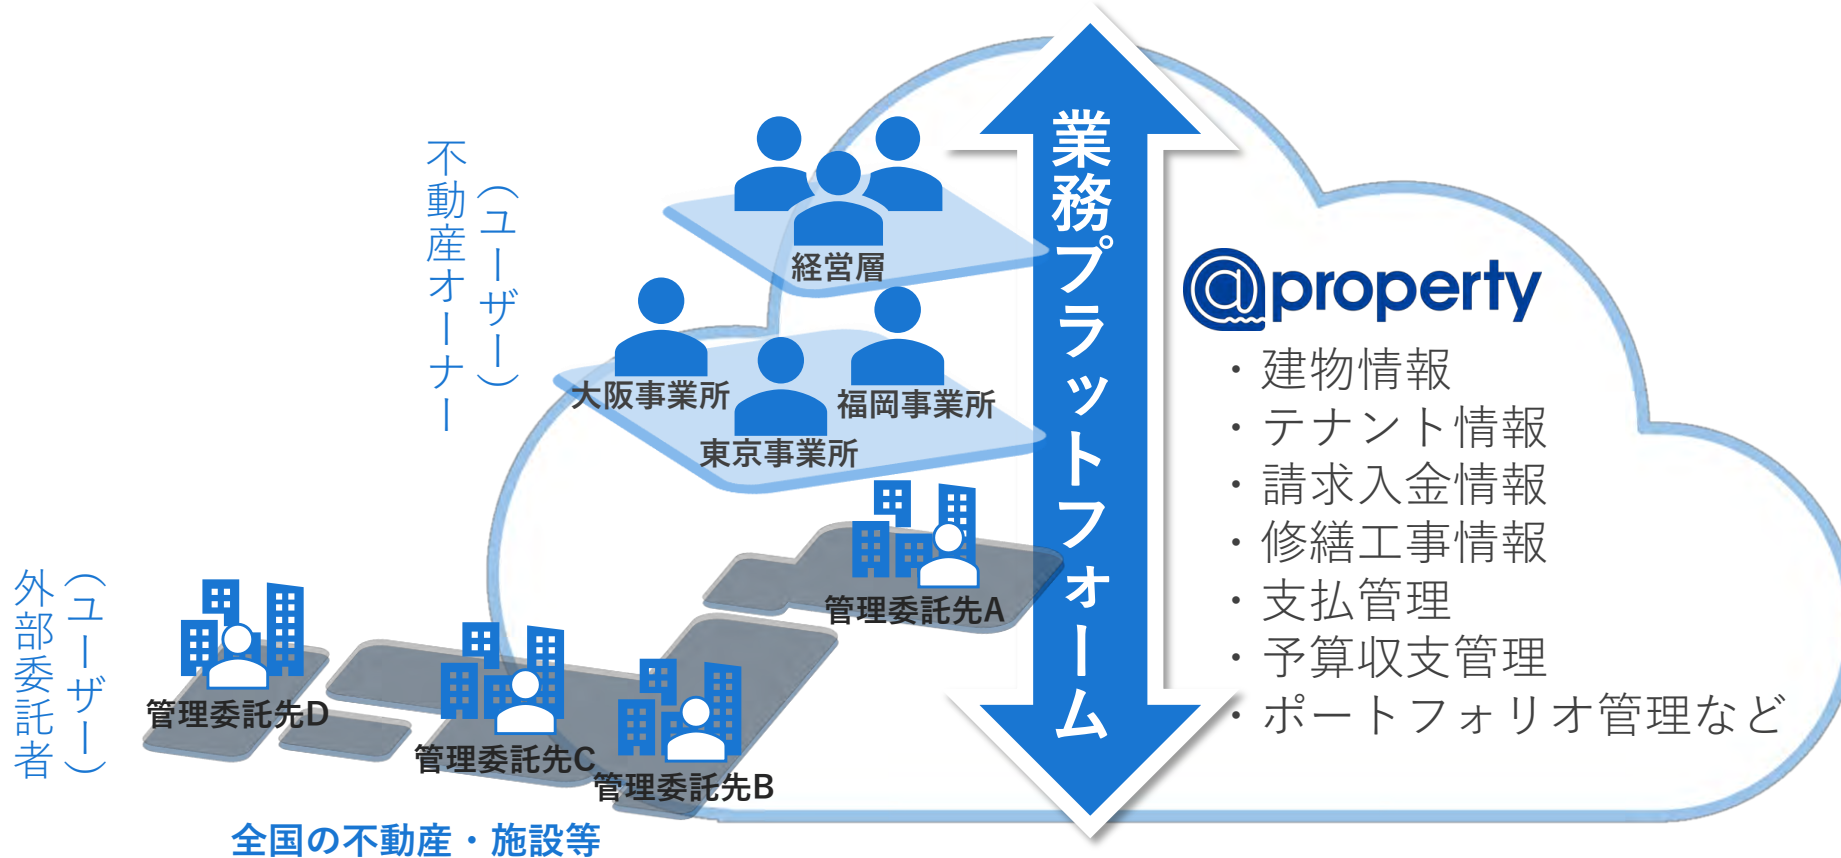 不動産オーナー
（ユーザー）
経営層
大阪事業所
福岡事業所
東京事業所
外部委託者
（ユーザー）
管理委託先A
管理委託先D
管理委託先C
管理委託先B
全国の不動産・施設等
業務プラットフォーム
@property
・建物情報
・テナント情報
・請求入金情報
・修繕工事情報
・支払管理
・予算収支管理
・ポートフォリオ管理など